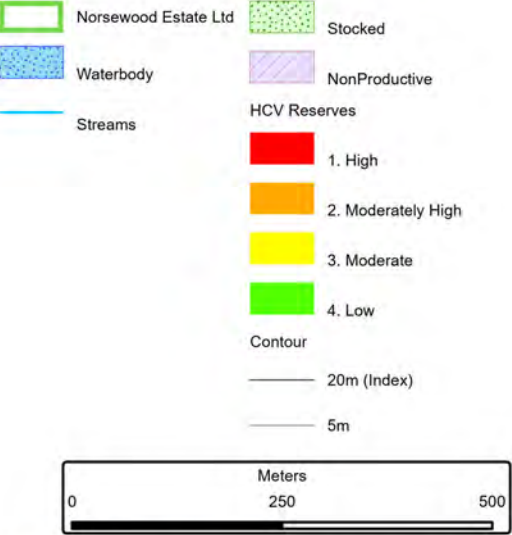 Norsewood Estate Ltd
Waterbody
Streams
Stocked
NonProductive
HCV Reserves
1. High
2. Moderately High
3. Moderate
4. Low
Contour
20m (Index)
5m
Meters
0 250 500